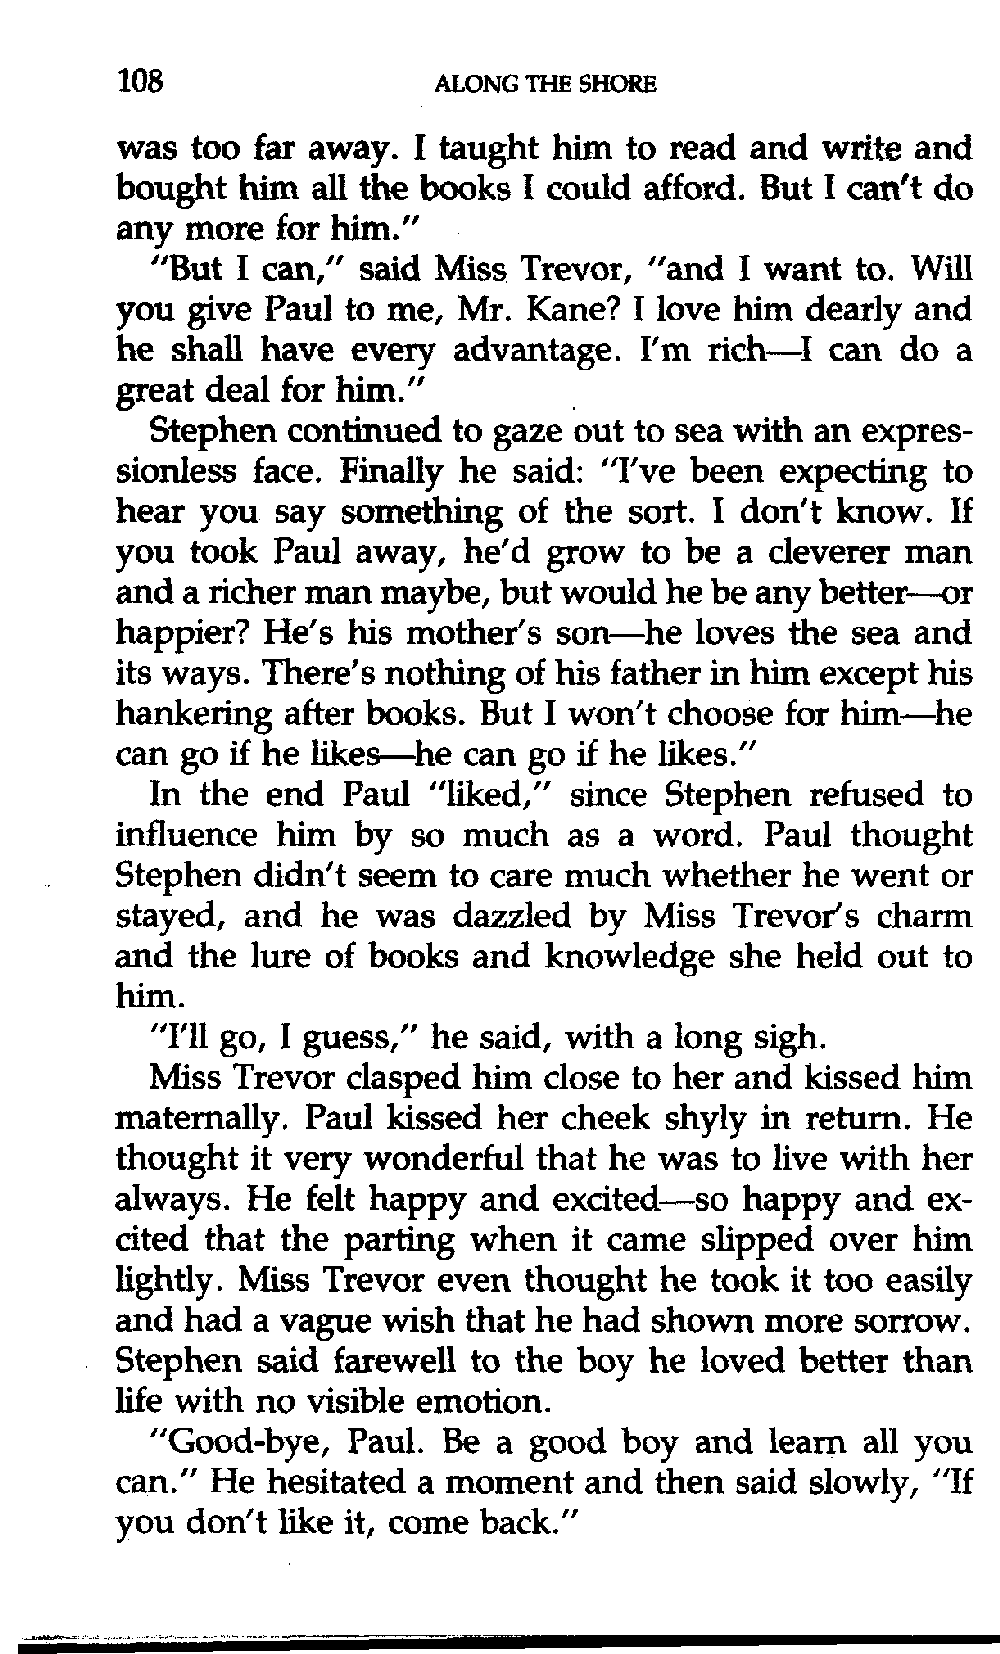 108 ALONG THE SHORE
was too far away. I taught him to read and write and
bought him all the books I could afford. But I can't do
any more for him."
"But I can," said Miss Trevor, "and I want to. Will
you give Paul to me, Mr. Kane? I love him dearly and
he shall have every advantage. I'm rich—I can do a
great deal for him."
Stephen continued to gaze out to sea with an expres-
sionless face. Finally he said: "I've been expecting to
hear you say something of the sort. I don't know. If
you took Paul away, he'd grow to be a cleverer man
and a richer man maybe, but would he be any better—or
happier? He's his mother's son—he loves the sea and
its ways. There's nothing of his father in him except his
hankering after books. But I won't choose for him—he
can go if he likes—he can go if he likes."
In the end Paul "liked," since Stephen refused to
influence him by so much as a word. Paul thought
Stephen didn't seem to care much whether he went or
stayed, and he was dazzled by Miss Trevor's charm
and the lure of books and knowledge she held out to
him.
"I'll go, I guess," he said, with a long sigh.
Miss Trevor clasped him close to her and kissed him
maternally. Paul kissed her cheek shyly in return. He
thought it very wonderful that he was to live with her
always. He felt happy and excited—so happy and ex-
cited that the parting when it came slipped over him
lightly. Miss Trevor even thought he took it too easily
and had a vague wish that he had shown more sorrow.
Stephen said farewell to the boy he loved better than
life with no visible emotion.
"Good-bye, Paul. Be a good boy and learn all you
can." He hesitated a moment and then said slowly, "If
you don't like it, come back."